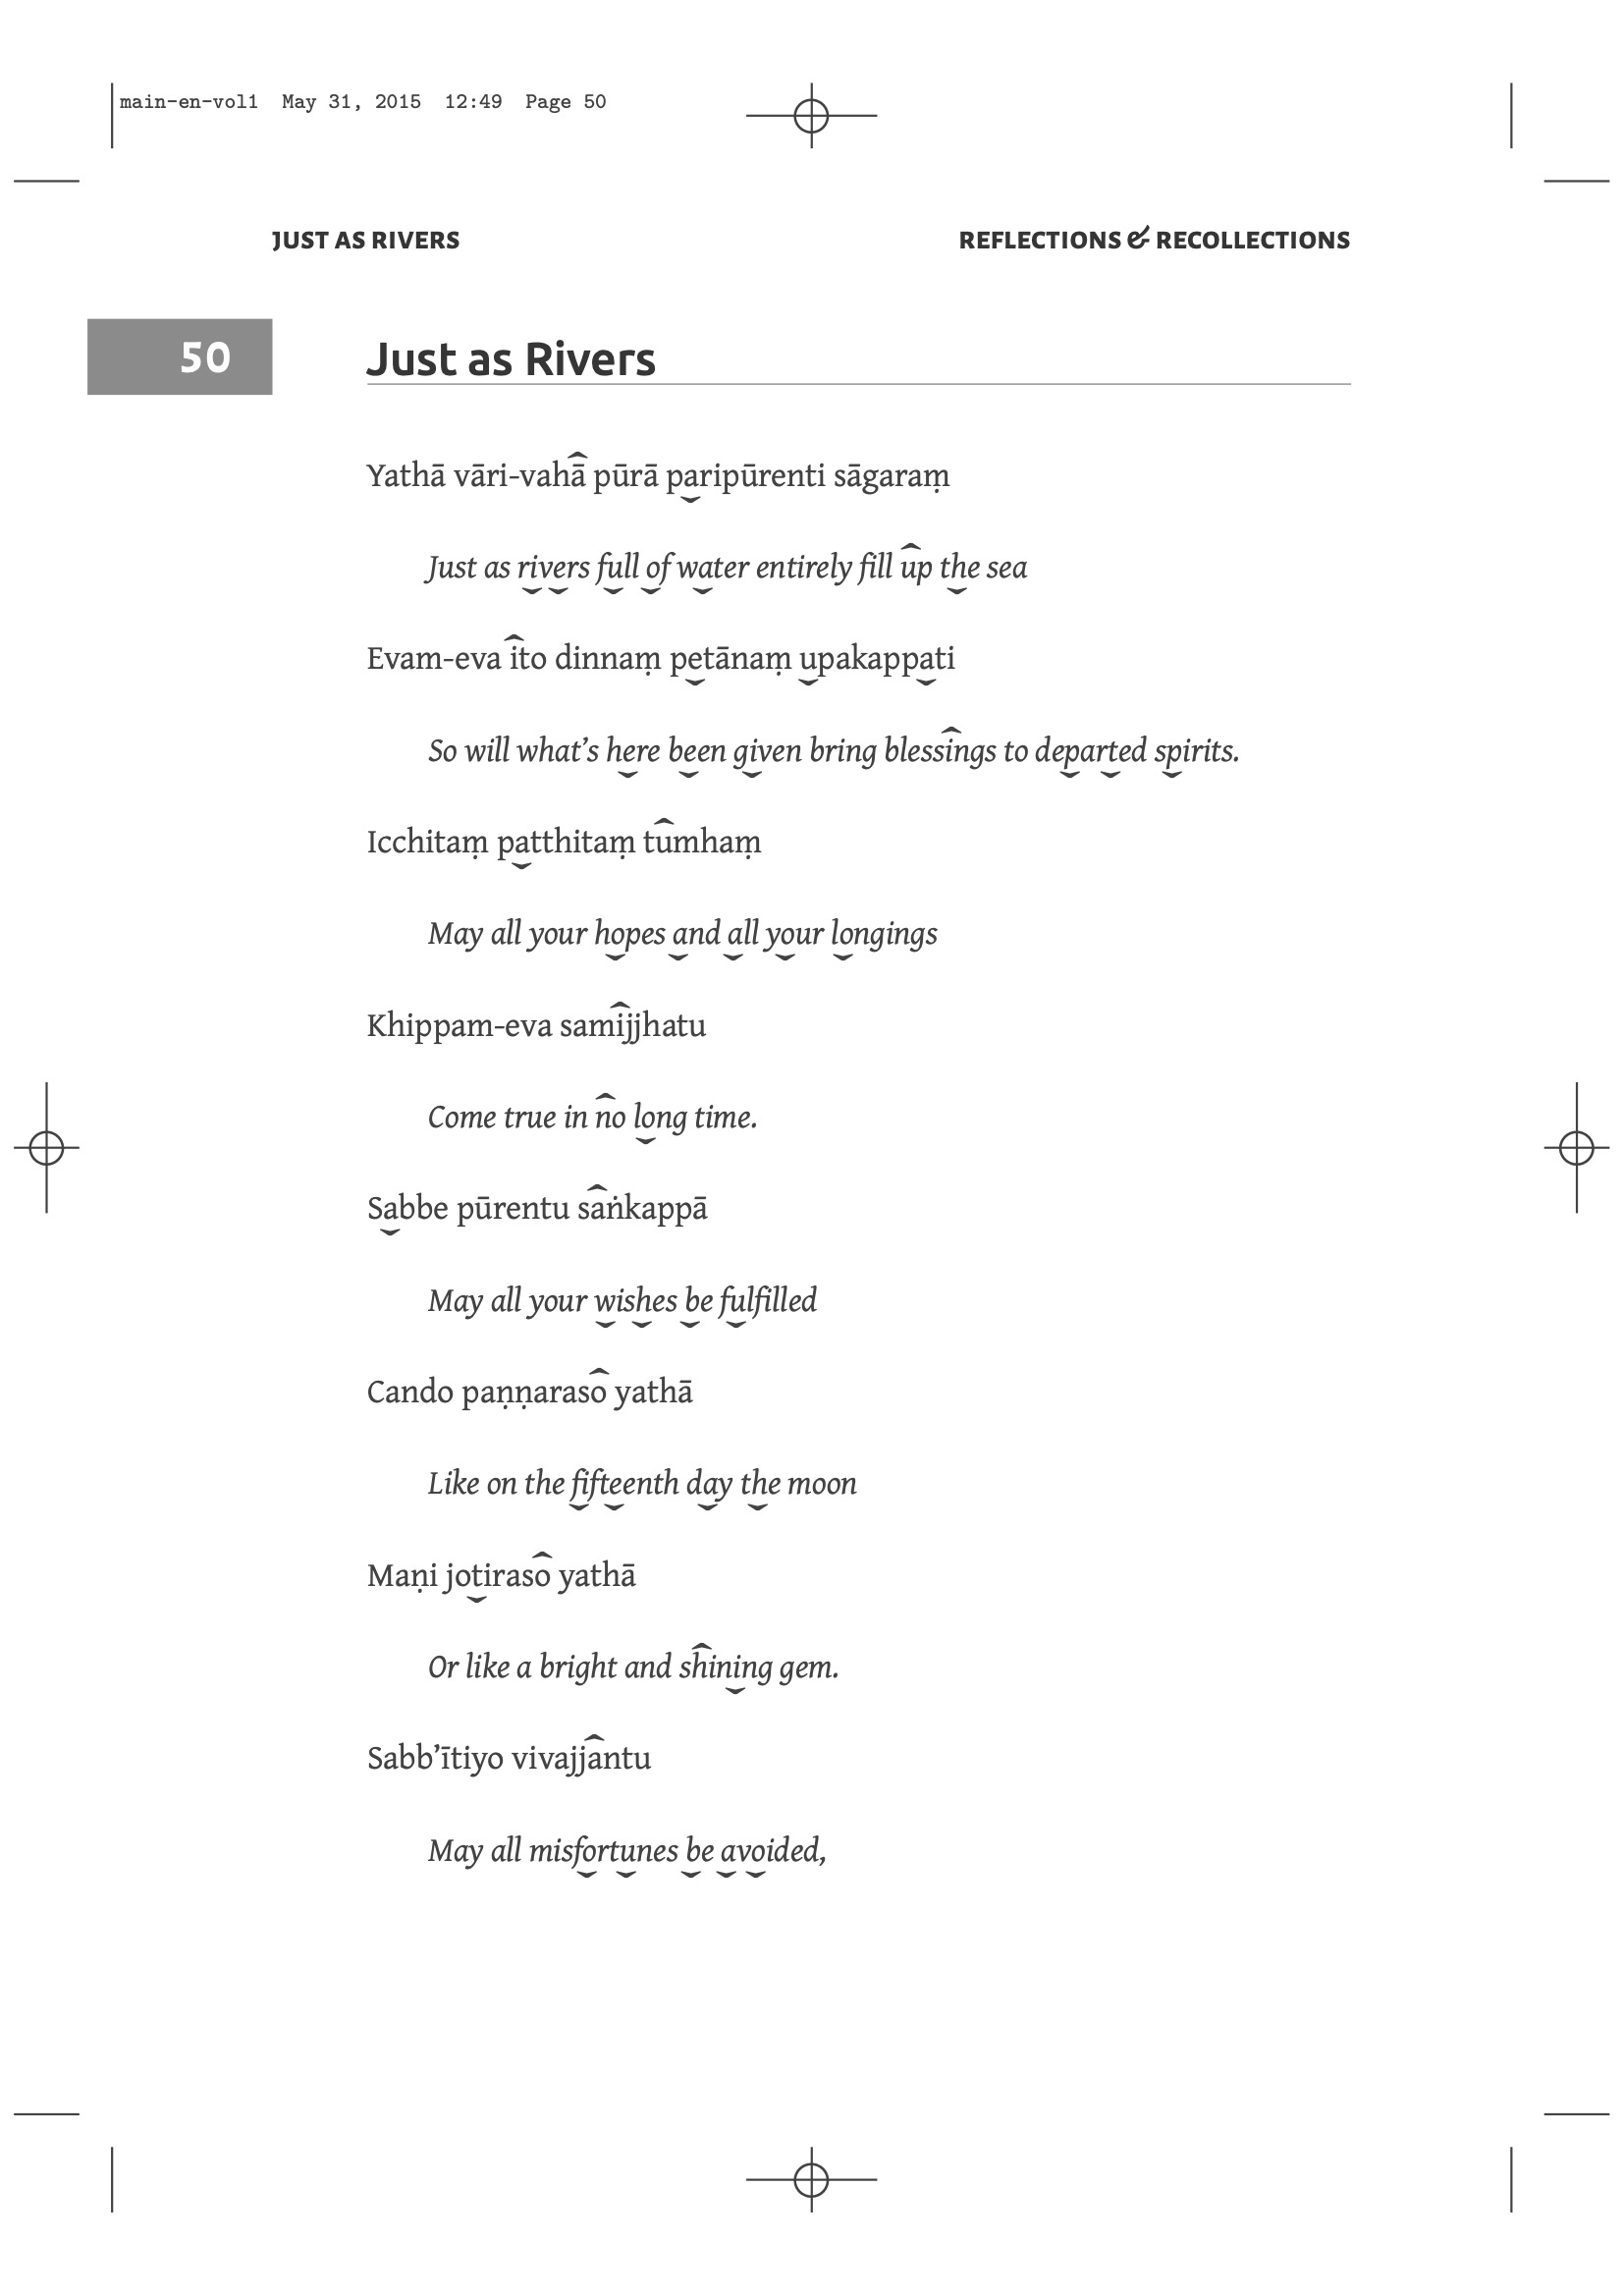 main-en-vol1 May 31, 2015 12:49 Page 50
JUST AS RIVERS REFLECTIONS & RECOLLECTIONS
50 Just as Rivers
Yathā vāri-vahā pūrā paripūrenti sāgaraṃ
Just as rivers full of water entirely fill up the sea
Evam-eva ito dinnaṃ petānaṃ upakappati
So will what’s here been given bring blessings to departed spirits.
Icchitaṃ patthitaṃ tumhaṃ
May all your hopes and all your longings
Khippam-eva samijjhatu
Come true in no long time.
Sabbe pūrentu saṅkappā
May all your wishes be fulfilled
Cando paṇṇaraso yathā
Like on the fifteenth day the moon
Maṇi jotiraso yathā
Or like a bright and shining gem.
Sabb’ītiyo vivajjantu
May all misfortunes be avoided,